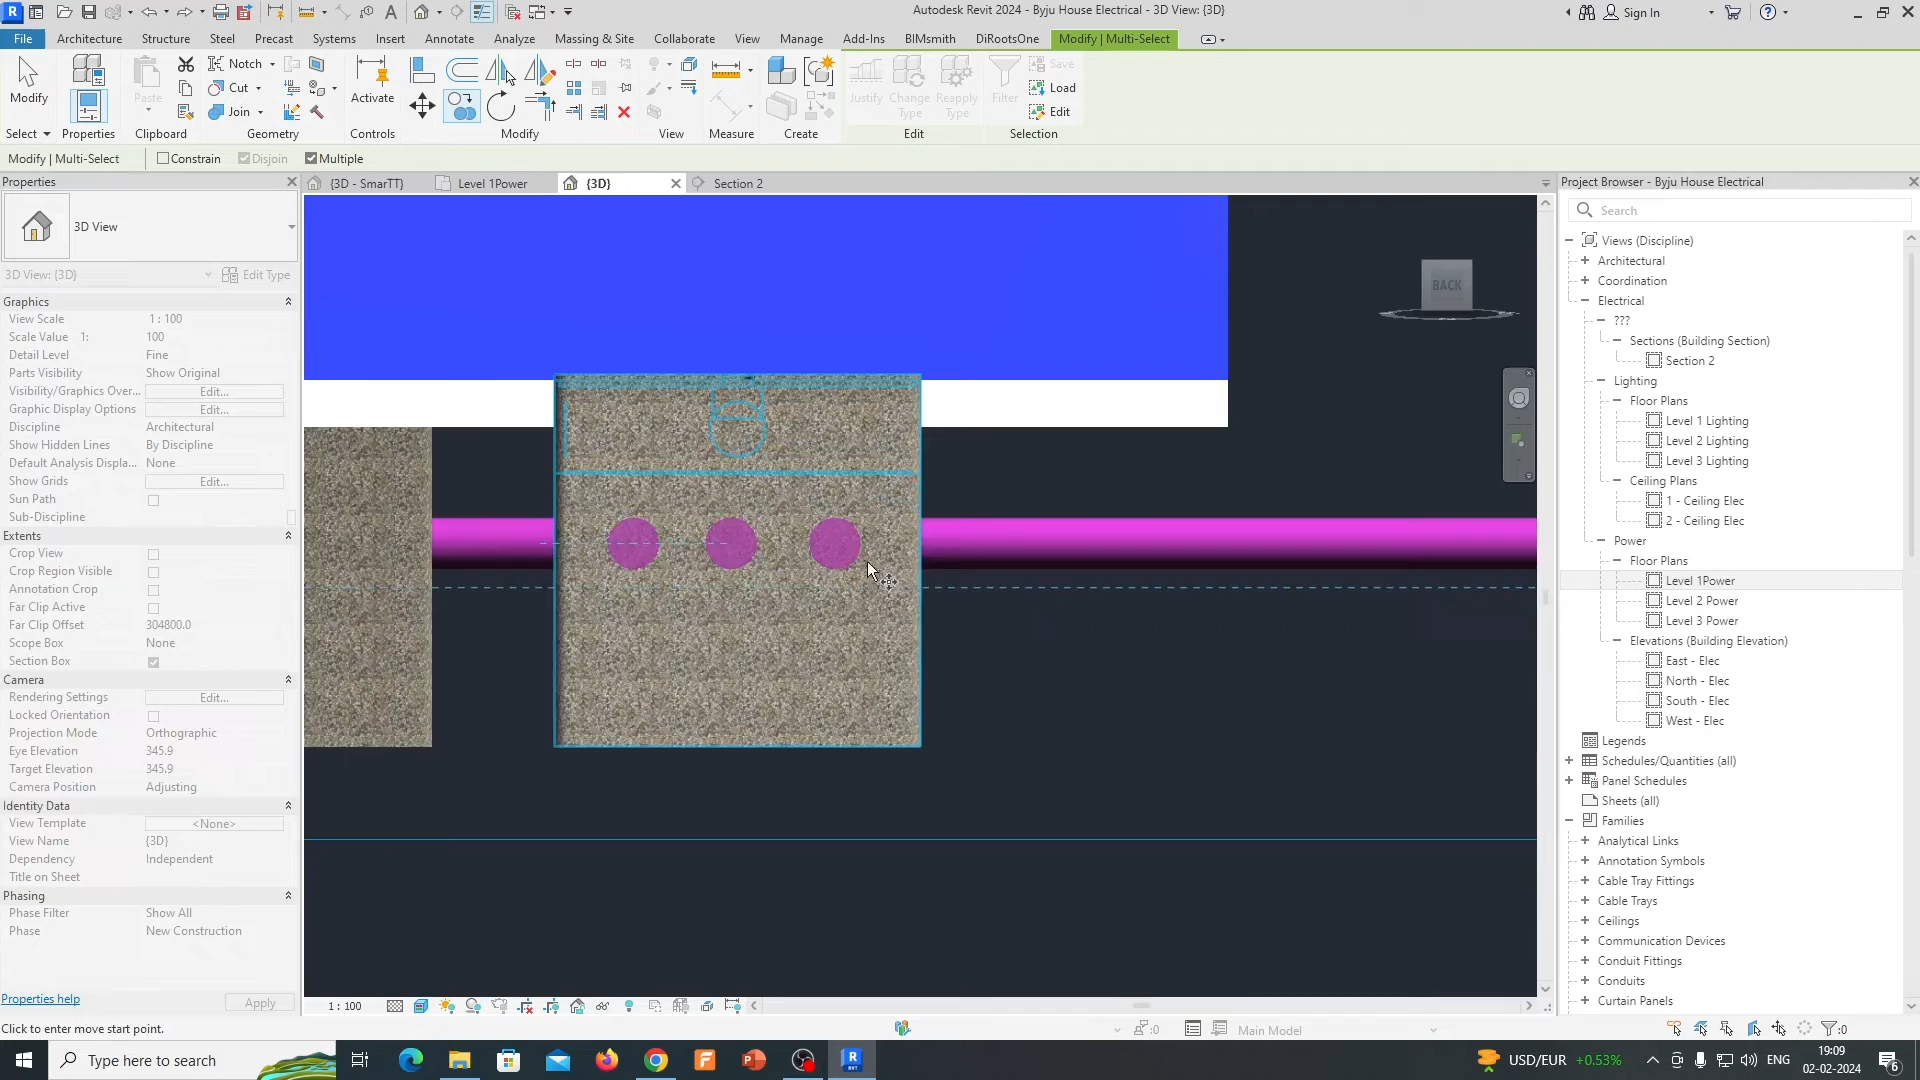 Autodesk Revit 2024 - Byju House Electrical - 3D View: {3D}
Sign In
File Architecture Structure Steel Precast Systems Insert Annotate Analyze Massing & Site Collaborate View Manage Add-Ins BIMsmith DiRootsOne Modify | Multi-Select
Modify
Paste
Notch
Cut
Join
Activate
Justify
Change Type
Reapply Type
Filter
Save
Load
Edit
Select Properties Clipboard Geometry Controls Modify View Measure Create Edit Selection
Modify | Multi-Select Constrain Disjoin Multiple
Properties
{3D - SmarTT} Level 1Power {3D} Section 2
3D View
3D View: {3D} Edit Type
Graphics
View Scale 1 : 100
Scale Value 1: 100
Detail Level Fine
Parts Visibility Show Original
Visibility/Graphics Over... Edit...
Graphic Display Options Edit...
Discipline Architectural
Show Hidden Lines By Discipline
Default Analysis Displa... None
Show Grids Edit...
Sun Path
Sub-Discipline
Extents
Crop View
Crop Region Visible
Annotation Crop
Far Clip Active
Far Clip Offset 304800.0
Scope Box None
Section Box
Camera
Rendering Settings Edit...
Locked Orientation
Projection Mode Orthographic
Eye Elevation 345.9
Target Elevation 345.9
Camera Position Adjusting
Identity Data
View Template <None>
View Name {3D}
Dependency Independent
Title on Sheet
Phasing
Phase Filter Show All
Phase New Construction
Properties help Apply
BACK
Project Browser - Byju House Electrical
Search
Views (Discipline)
Architectural
Coordination
Electrical
???
Sections (Building Section)
Section 2
Lighting
Floor Plans
Level 1 Lighting
Level 2 Lighting
Level 3 Lighting
Ceiling Plans
1 - Ceiling Elec
2 - Ceiling Elec
Power
Floor Plans
Level 1Power
Level 2 Power
Level 3 Power
Elevations (Building Elevation)
East - Elec
North - Elec
South - Elec
West - Elec
Legends
Schedules/Quantities (all)
Panel Schedules
Sheets (all)
Families
Analytical Links
Annotation Symbols
Cable Tray Fittings
Cable Trays
Ceilings
Communication Devices
Conduit Fittings
Conduits
Curtain Panels
1 : 100
Click to enter move start point. :0 Main Model :0
Type here to search USD/EUR +0.53% ENG 19:09
02-02-2024
6